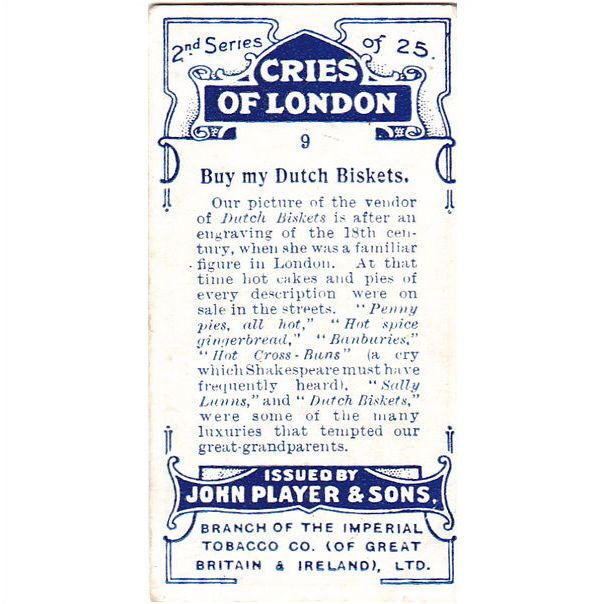 2nd Series of 25.
CRIES
OF LONDON
9
Buy my Dutch Biskets.
Our picture of the vendor
of Dutch Biskets is after an
engraving of the 18th cen-
tury, when she was a familiar
figure in London. At that
time hot cakes and pies of
every description were on
sale in the streets. "Penny
pies, all hot," "Hot spice
gingerbread," "Banburies,"
"Hot Cross-Buns" (a cry
which Shakespeare must have
frequently heard), "Sally
Lunns," and "Dutch Biskets,"
were some of the many
luxuries that tempted our
great-grandparents.
ISSUED BY
JOHN PLAYER & SONS,
BRANCH OF THE IMPERIAL
TOBACCO CO. (OF GREAT
BRITAIN & IRELAND), LTD.